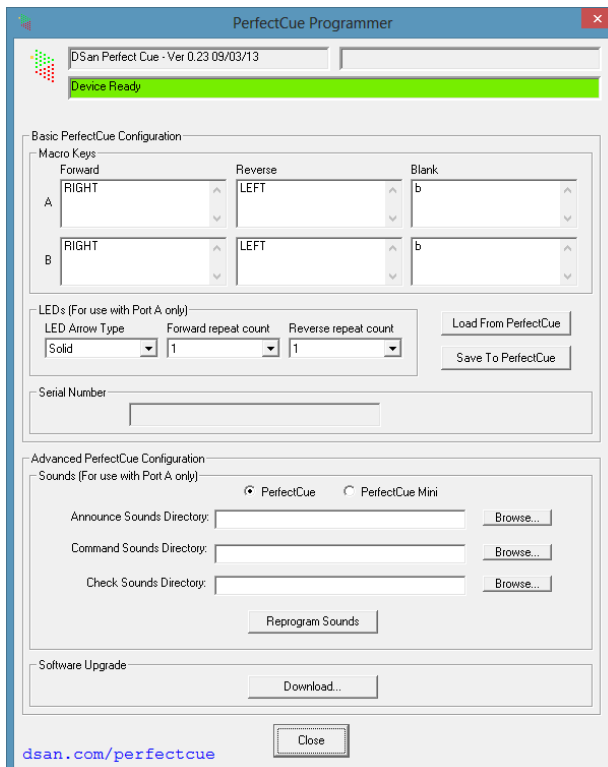 PerfectCue Programmer
DSan Perfect Cue - Ver 0.23 09/03/13
Device Ready
Basic PerfectCue Configuration
Macro Keys
Forward Reverse Blank
A RIGHT LEFT b
B RIGHT LEFT b
LEDs (For use with Port A only)
LED Arrow Type Forward repeat count Reverse repeat count
Solid 1 1
Load From PerfectCue
Save To PerfectCue
Serial Number
Advanced PerfectCue Configuration
Sounds (For use with Port A only)
PerfectCue PerfectCue Mini
Announce Sounds Directory: Browse...
Command Sounds Directory: Browse...
Check Sounds Directory: Browse...
Reprogram Sounds
Software Upgrade
Download...
Close
dsan.com/perfectcue